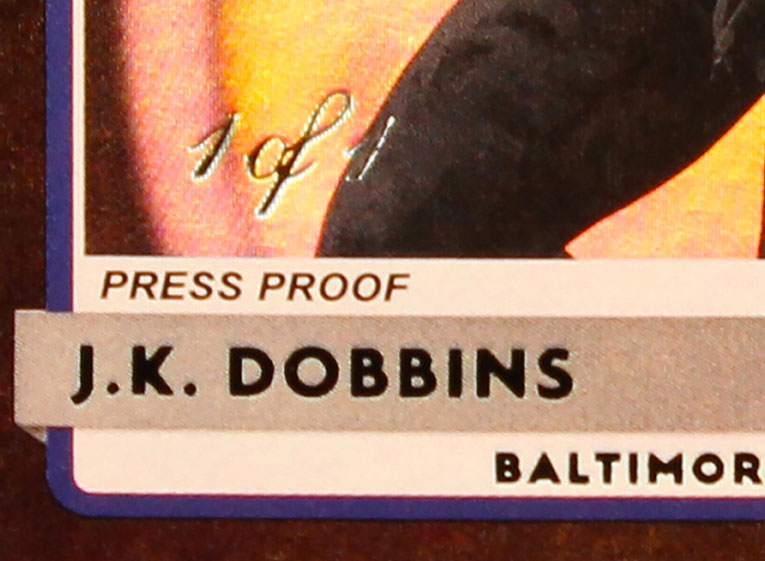 1 of 1
PRESS PROOF
J.K. DOBBINS
BALTIMOR